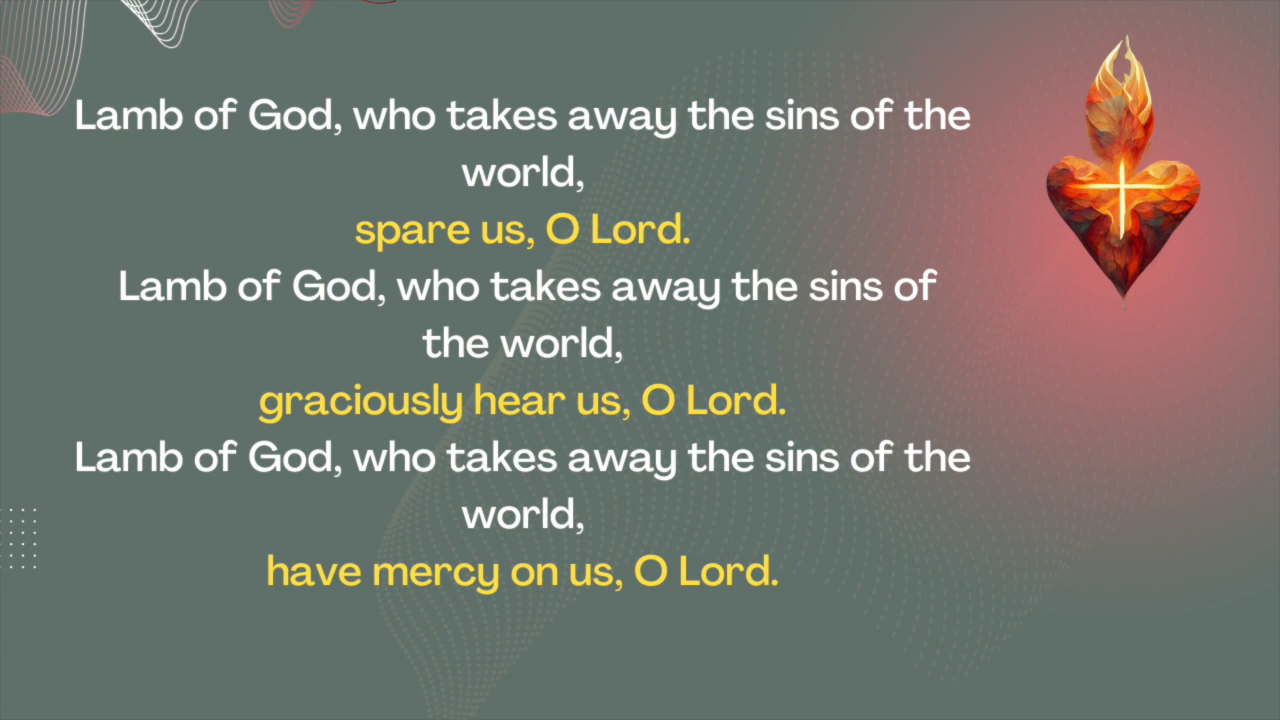 Lamb of God, who takes away the sins of the
world,
spare us, O Lord.
Lamb of God, who takes away the sins of
the world,
graciously hear us, O Lord.
Lamb of God, who takes away the sins of the
world,
have mercy on us, O Lord.